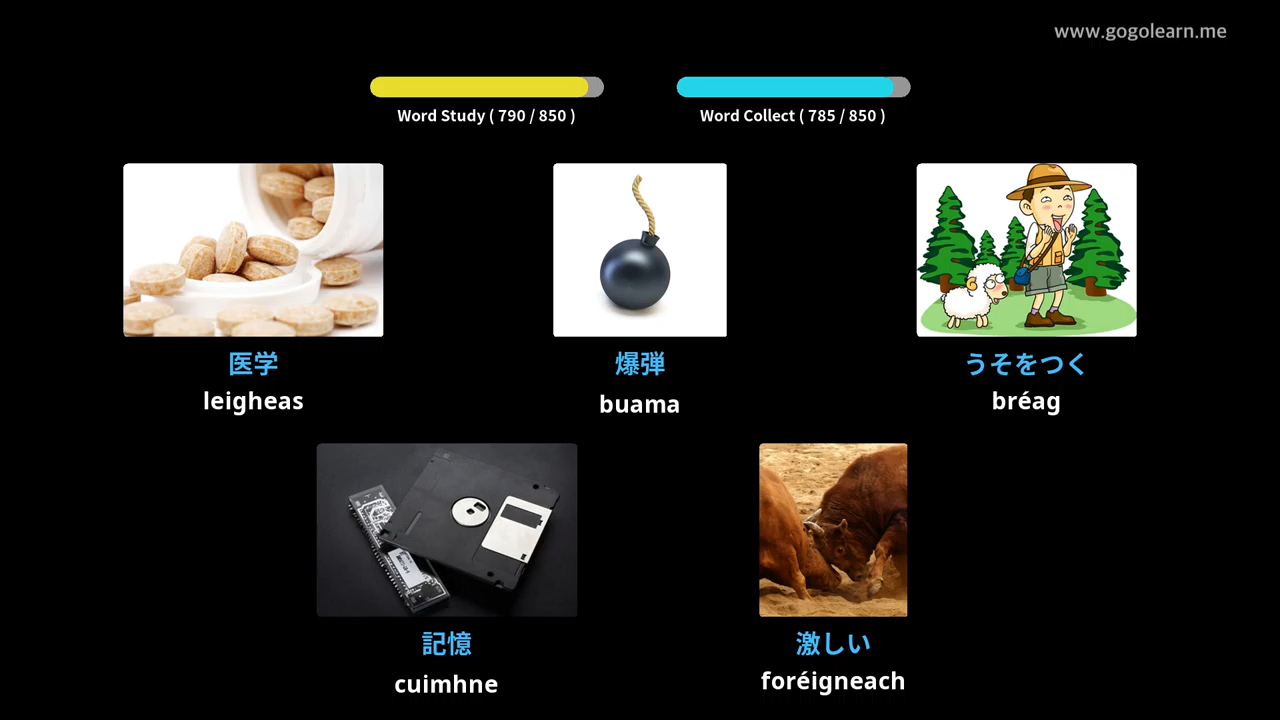 www.gogolearn.me
Word Study ( 790 / 850 )
Word Collect ( 785 / 850 )
医学
leigheas
爆弾
buama
うそをつく
bréag
記憶
cuimhne
激しい
foréigneach